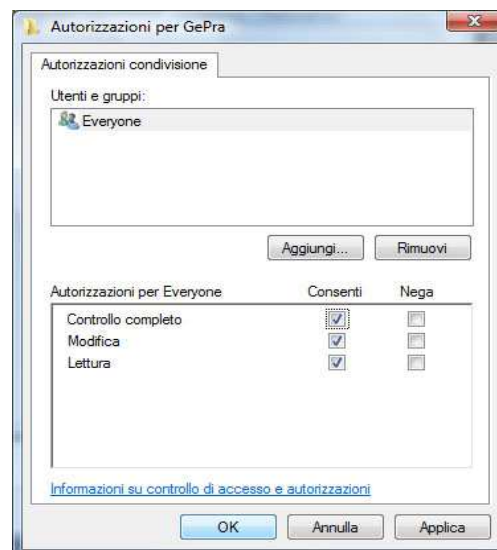 Autorizzazioni per GePra
Autorizzazioni condivisione
Utenti e gruppi:
Everyone
Aggiungi... Rimuovi
Autorizzazioni per Everyone Consenti Nega
Controllo completo
Modifica
Lettura
Informazioni su controllo di accesso e autorizzazioni
OK Annulla Applica